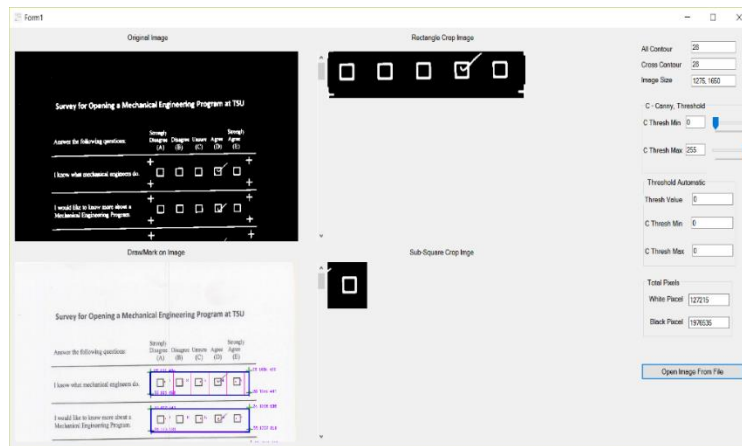 Form1
Original Image
Rectangle Crop Image
Survey for Opening a Mechanical Engineering Program at TSU
Answer the following questions:
Strongly Disagree (A)
Disagree (B)
Unsure (C)
Agree (D)
Strongly Agree (E)
I know what mechanical engineers do.
I would like to know more about a
Mechanical Engineering Program
Draw/Mark on Image
Sub-Square Crop Imge
Survey for Opening a Mechanical Engineering Program at TSU
Answer the following questions:
Strongly Disagree (A)
Disagree (B)
Unsure (C)
Agree (D)
Strongly Agree (E)
I know what mechanical engineers do.
I would like to know more about a
Mechanical Engineering Program
All Contour 28
Cross Contour 28
Image Size 1275, 1650
C - Canny, Threshold
C Thresh Min 0
C Thresh Max 255
Threshold Automatic
Thresh Value 0
C Thresh Min 0
C Thresh Max 0
Total Pixels
White Piexel 127215
Black Piexel 1976535
Open Image From File